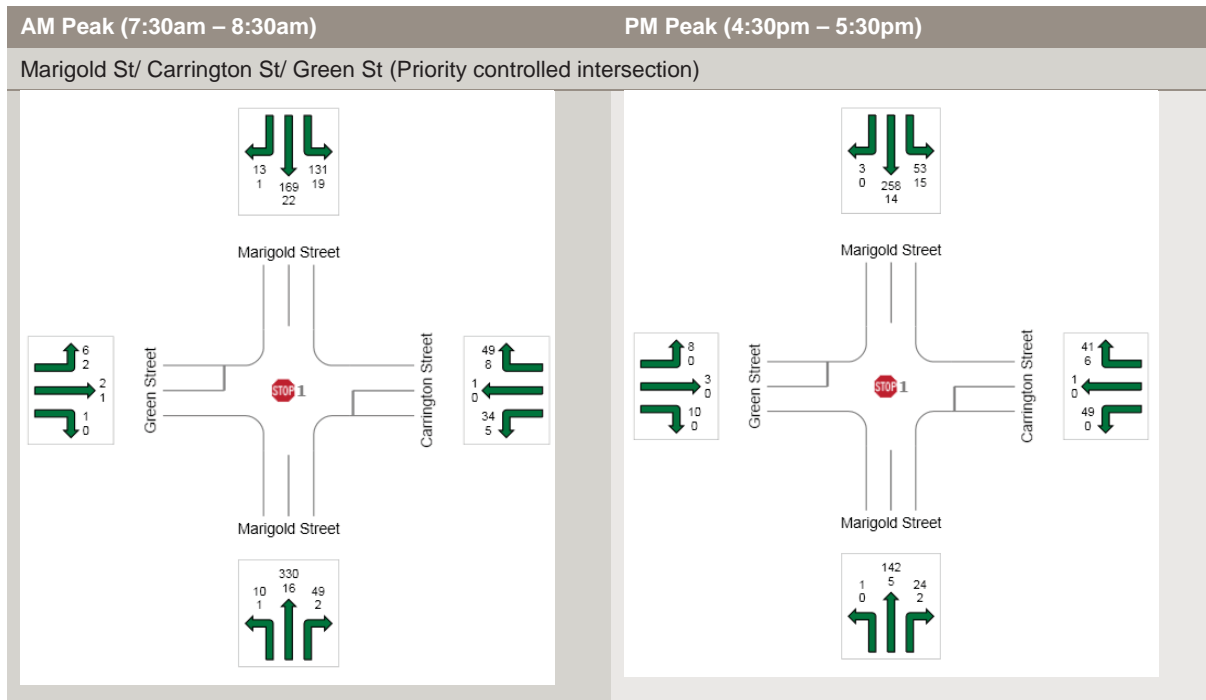 AM Peak (7:30am – 8:30am) PM Peak (4:30pm – 5:30pm)
Marigold St/ Carrington St/ Green St (Priority controlled intersection)
13 169 131
1 22 19
Marigold Street
6
2
2
1
1
0
Green Street
STOP 1
Carrington Street
49
6
1
0
34
5
Marigold Street
10 330 49
1 16 2
3 258 53
0 14 15
Marigold Street
8
0
3
0
10
0
Green Street
STOP 1
Carrington Street
41
6
1
0
49
0
Marigold Street
1 142 24
0 5 2